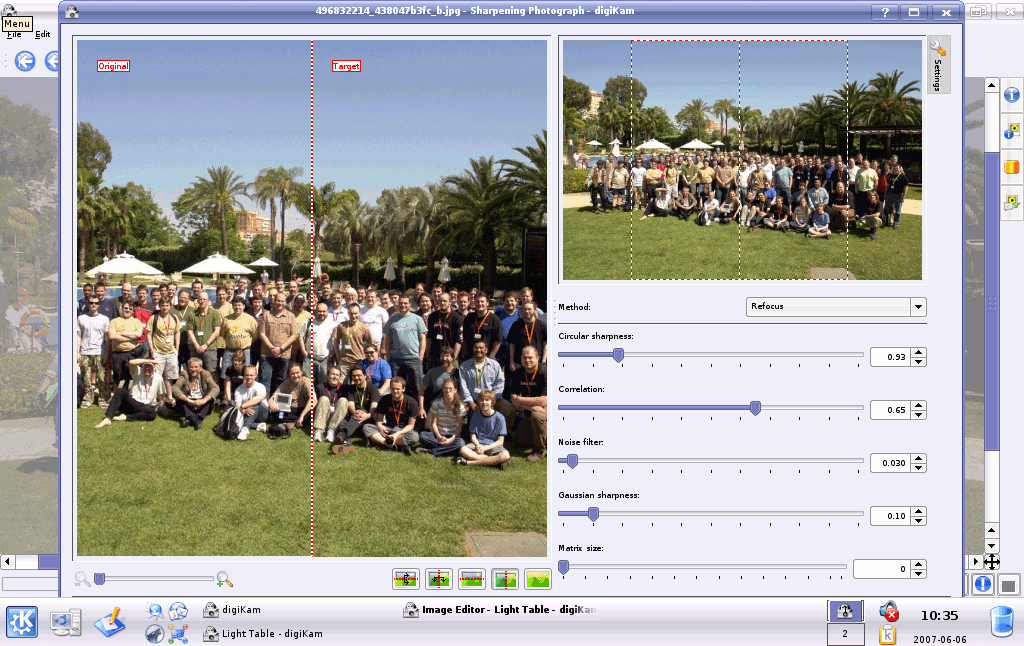 496832214_438047b3fc_b.jpg - Sharpening Photograph - digiKam
Menu
File Edit
Original
Target
Settings
Method:
Refocus
Circular sharpness:
0.93
Correlation:
0.65
Noise filter:
0.030
Gaussian sharpness:
0.10
Matrix size:
0
digiKam
Image Editor - Light Table - digiKam
Light Table - digiKam
2
10:35
2007-06-06